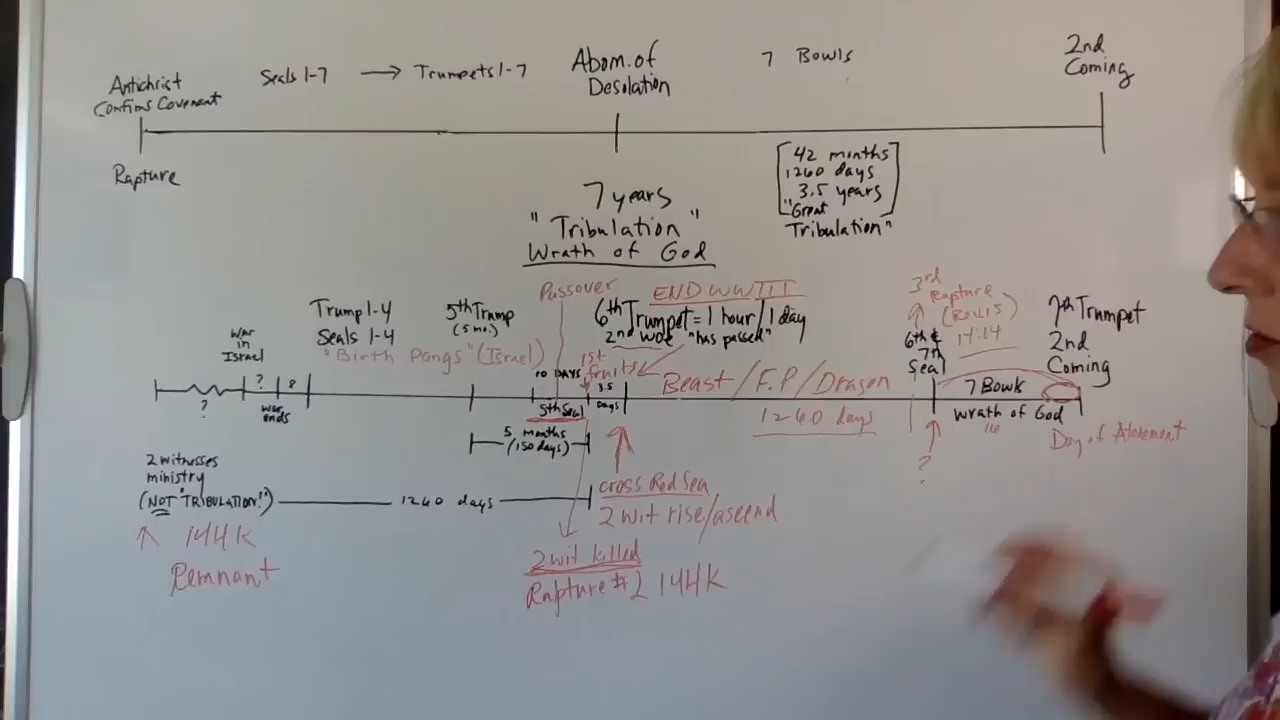 Antichrist
Confirms Covenant
Seals 1-7 → Trumpets 1-7
Abom. of
Desolation
7 Bowls
2nd
Coming
Rapture
7 years
"Tribulation"
Wrath of God
42 months
1260 days
3.5 years
"Great
Tribulation"
Passover
END WWIII
War
in
Israel
Trump 1-4
Seals 1-4
"Birth Pangs" (Israel)
5th Trump
(5 mo.)
6th Trumpet = 1 hour / 1 day
2nd woe "has passed"
1st
fruits
10 DAYS
3rd
Rapture
(Rev 15
14:14
6th &
7th
Seal
7th Trumpet
2nd
Coming
?
?
War
ends
5th Seal
3.5
Days
Beast / F.P / Dragon
1260 days
7 Bowls
wrath of God
16
Day of Atonement
?
5 months
(150 days)
2 witnesses
ministry
(NOT "TRIBULATION!")
1260 days
cross Red Sea
2 wit rise/ascend
144K
Remnant
2 wit killed
Rapture #2 144K